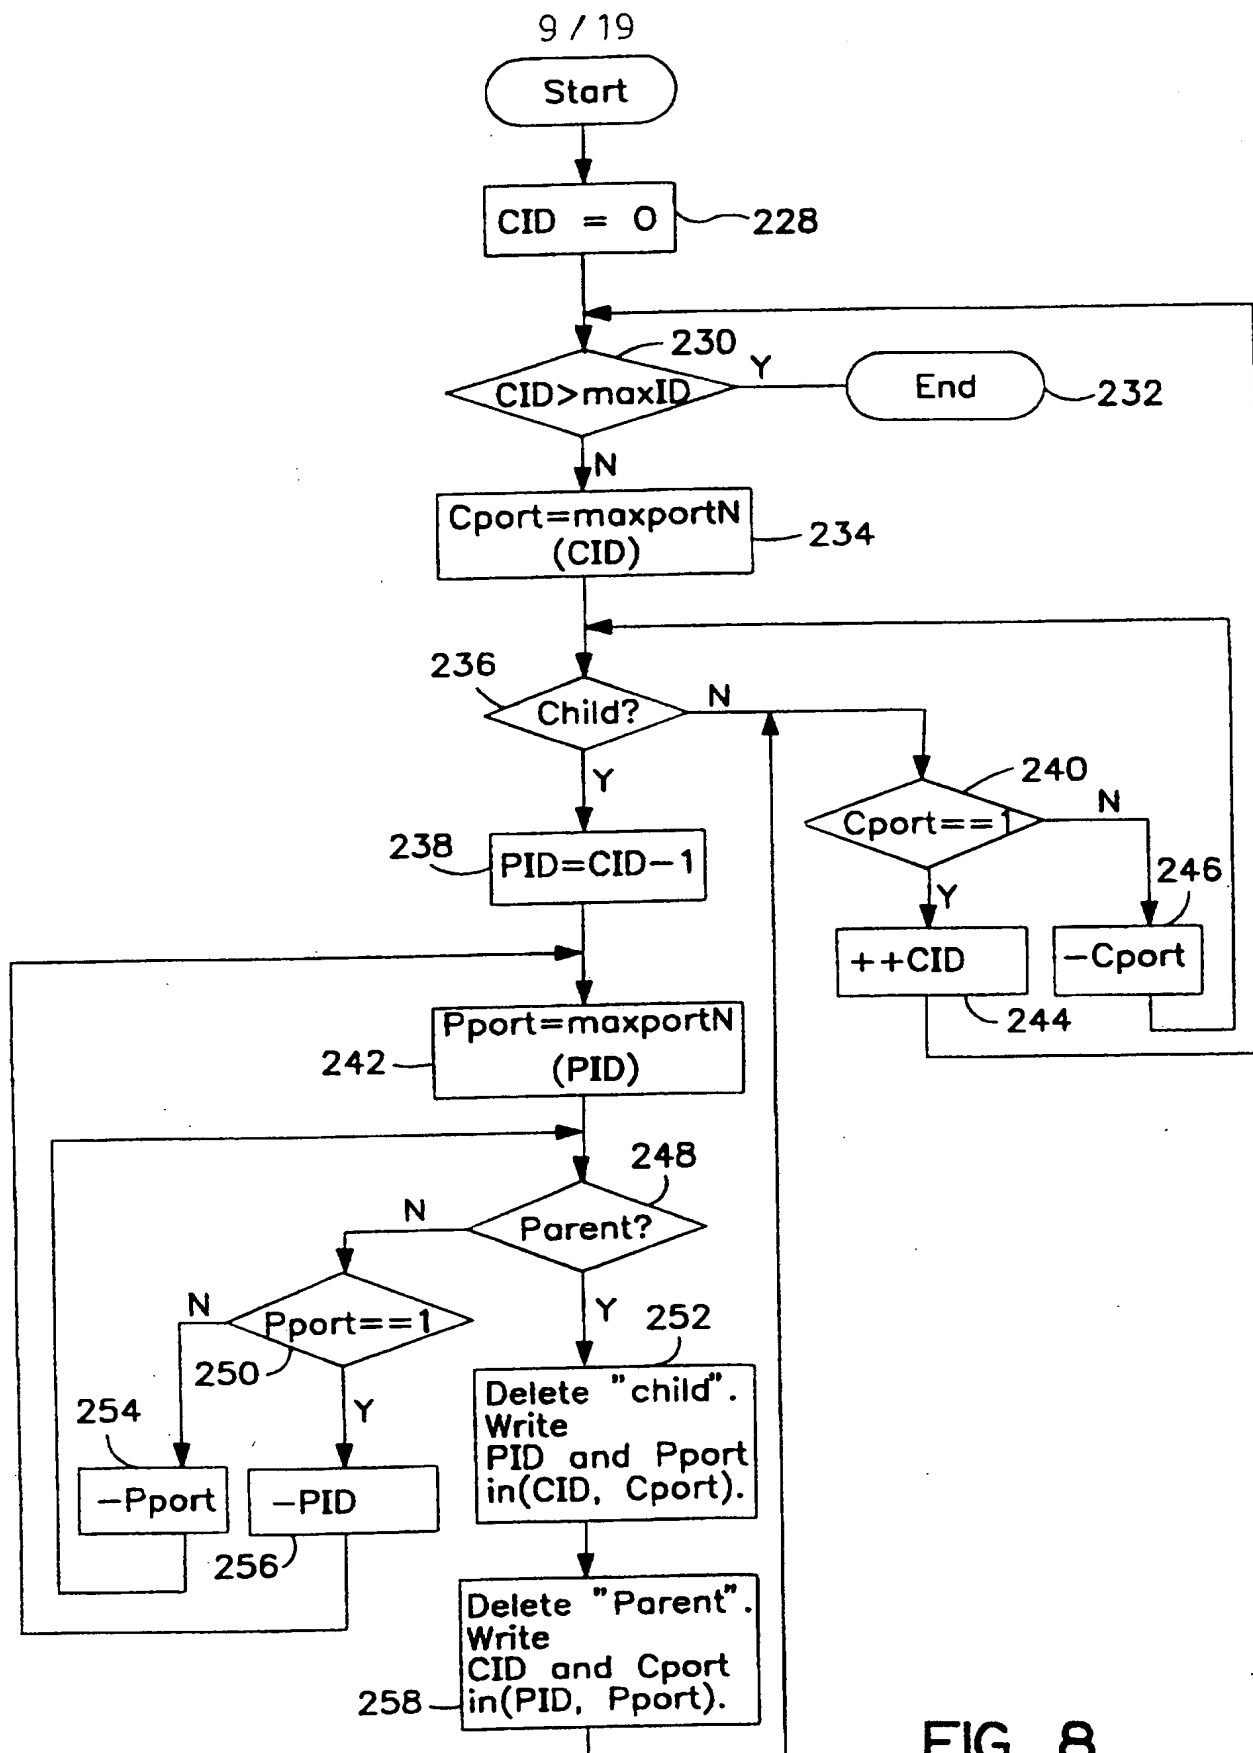 9 / 19
Start
CID = 0
228
230
CID>maxID
Y
End
232
N
Cport=maxportN
(CID)
234
236
Child?
N
Y
240
Cport==1
N
238
PID=CID-1
Y
246
++CID
-Cport
244
Pport=maxportN
(PID)
242
248
Parent?
N
Y
N
Pport==1
250
Y
252
Delete "child".
Write
PID and Pport
in(CID, Cport).
254
-Pport
-PID
256
Delete "Parent".
Write
CID and Cport
in(PID, Pport).
258
FIG. 8